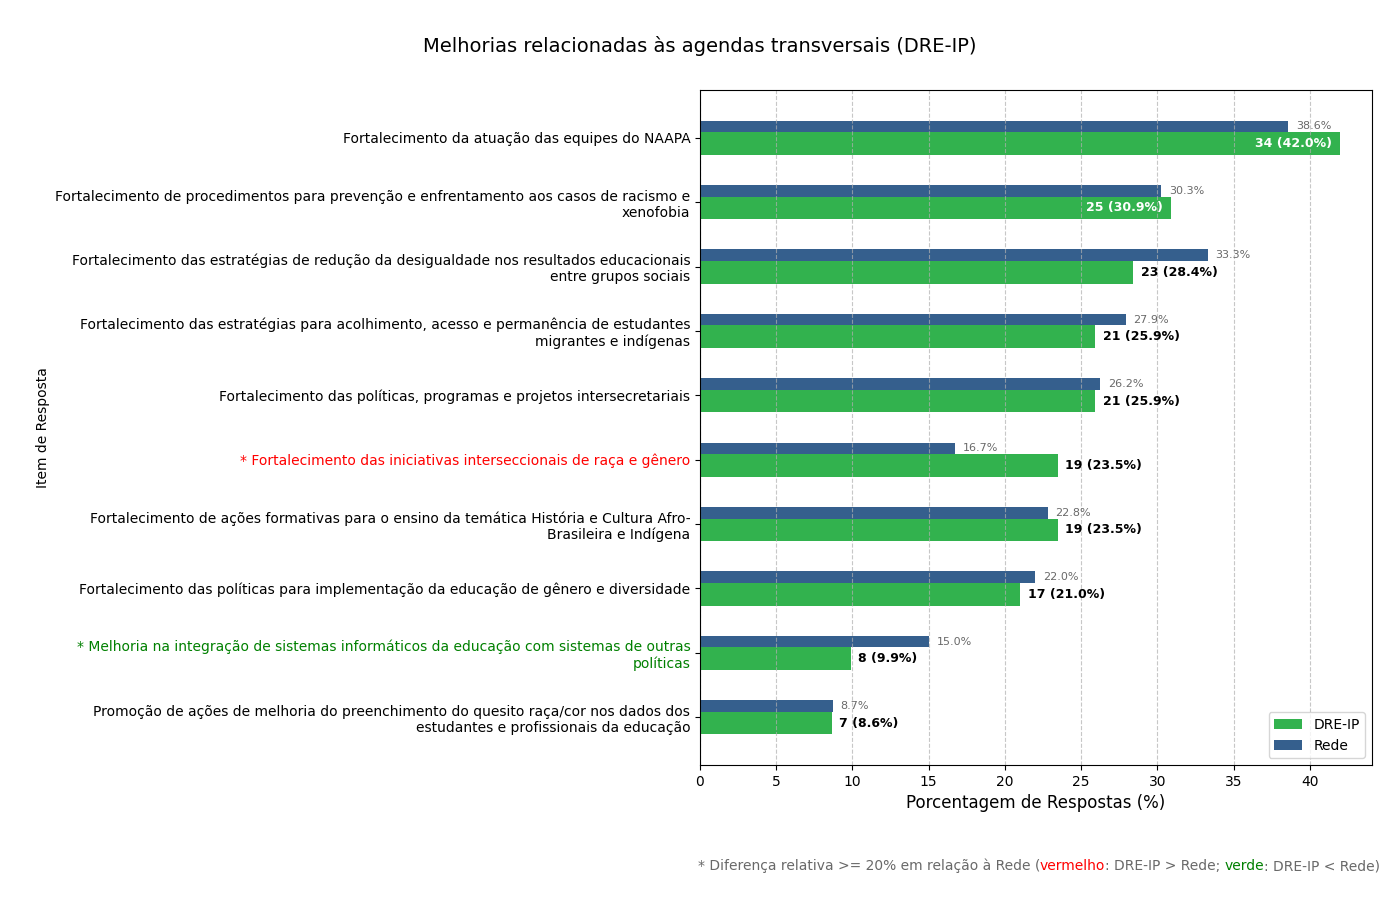 Melhorias relacionadas às agendas transversais (DRE-IP)
Item de Resposta
Fortalecimento da atuação das equipes do NAAPA
38.6%
34 (42.0%)
Fortalecimento de procedimentos para prevenção e enfrentamento aos casos de racismo e
xenofobia
30.3%
25 (30.9%)
Fortalecimento das estratégias de redução da desigualdade nos resultados educacionais
entre grupos sociais
33.3%
23 (28.4%)
Fortalecimento das estratégias para acolhimento, acesso e permanência de estudantes
migrantes e indígenas
27.9%
21 (25.9%)
Fortalecimento das políticas, programas e projetos intersecretariais
26.2%
21 (25.9%)
* Fortalecimento das iniciativas interseccionais de raça e gênero
16.7%
19 (23.5%)
Fortalecimento de ações formativas para o ensino da temática História e Cultura Afro-
Brasileira e Indígena
22.8%
19 (23.5%)
Fortalecimento das políticas para implementação da educação de gênero e diversidade
22.0%
17 (21.0%)
* Melhoria na integração de sistemas informáticos da educação com sistemas de outras
políticas
15.0%
8 (9.9%)
Promoção de ações de melhoria do preenchimento do quesito raça/cor nos dados dos
estudantes e profissionais da educação
8.7%
7 (8.6%)
DRE-IP
Rede
0 5 10 15 20 25 30 35 40
Porcentagem de Respostas (%)
* Diferença relativa >= 20% em relação à Rede (vermelho: DRE-IP > Rede; verde: DRE-IP < Rede)